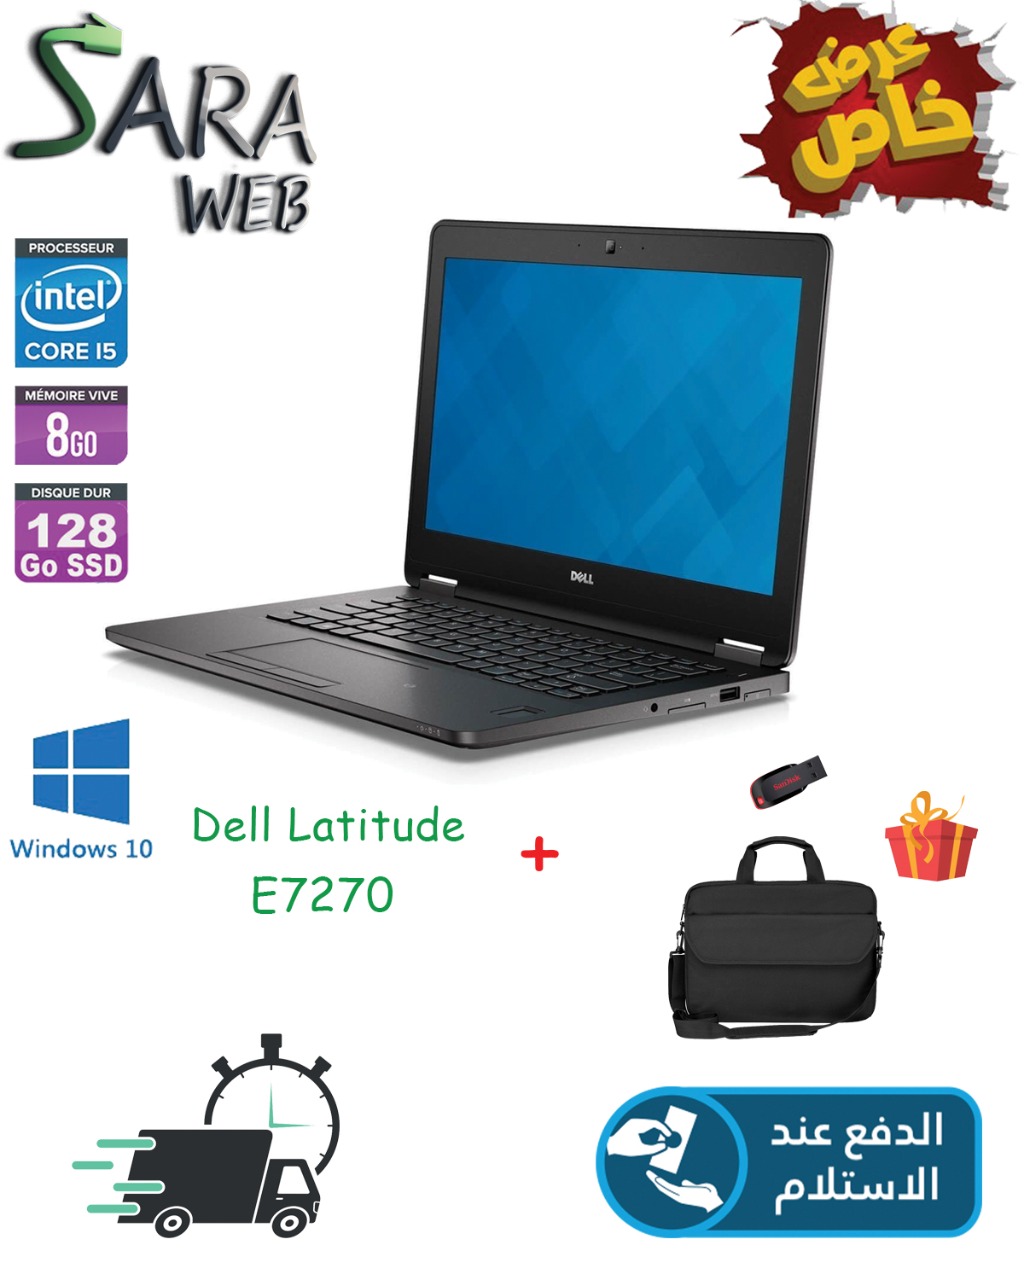 SARA
WEB
عرض
خاص
PROCESSEUR
intel
CORE I5
MÉMOIRE VIVE
8GO
DISQUE DUR
128
Go SSD
DELL
Windows 10
Dell Latitude
E7270
+
SanDisk
الدفع عند
الاستلام